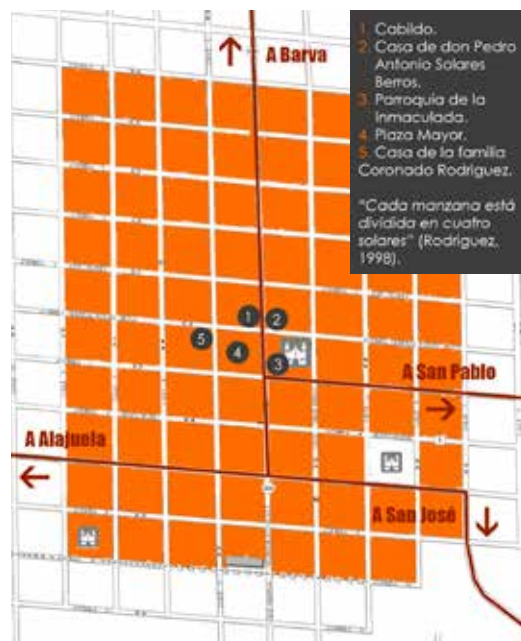 A Barva
1. Cabildo.
2. Casa de don Pedro
Antonio Solares
Berros.
3. Parroquia de la
Inmaculada.
4. Plaza Mayor.
5. Casa de la familia
Coronado Rodríguez.
"Cada manzana está
dividida en cuatro
solares" (Rodríguez,
1998).
1
2
5
4
3
A San Pablo
A Alajuela
A San José